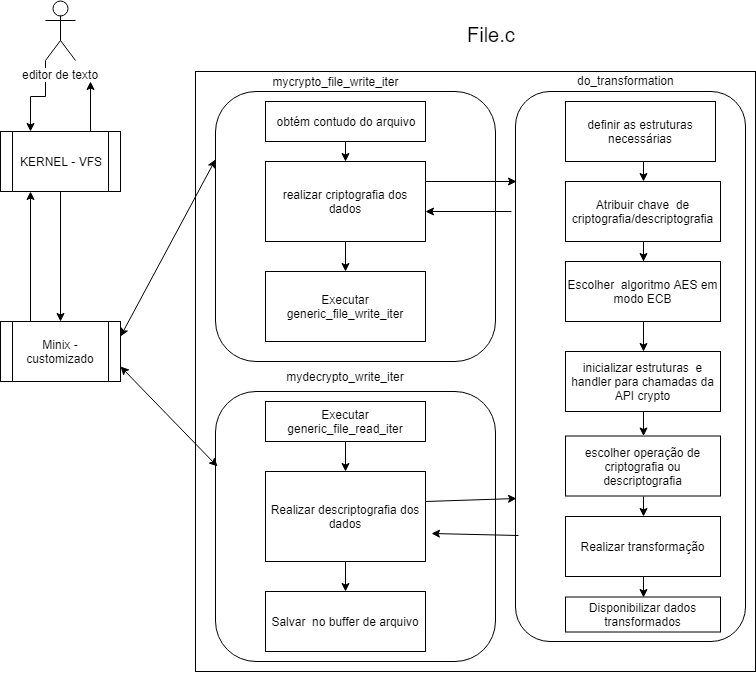 File.c
editor de texto
KERNEL - VFS
Minix -
customizado
mycrypto_file_write_iter
obtém contudo do arquivo
realizar criptografia dos
dados
Executar
generic_file_write_iter
mydecrypto_write_iter
Executar
generic_file_read_iter
Realizar descriptografia dos
dados
Salvar no buffer de arquivo
do_transformation
definir as estruturas
necessárias
Atribuir chave de
criptografia/descriptografia
Escolher algoritmo AES em
modo ECB
inicializar estruturas e
handler para chamadas da
API crypto
escolher operação de
criptografia ou
descriptografia
Realizar transformação
Disponibilizar dados
transformados